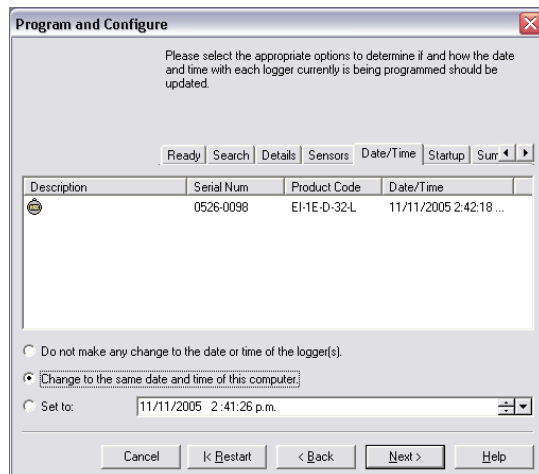 Program and Configure
Please select the appropriate options to determine if and how the date
and time with each logger currently is being programmed should be
updated.
Ready Search Details Sensors Date/Time Startup Sum
Description Serial Num Product Code Date/Time
0526-0098 EI-1E-D-32-L 11/11/2005 2:42:18 ...
Do not make any change to the date or time of the logger(s).
Change to the same date and time of this computer.
Set to: 11/11/2005 2:41:26 p.m.
Cancel |< Restart < Back Next > Help